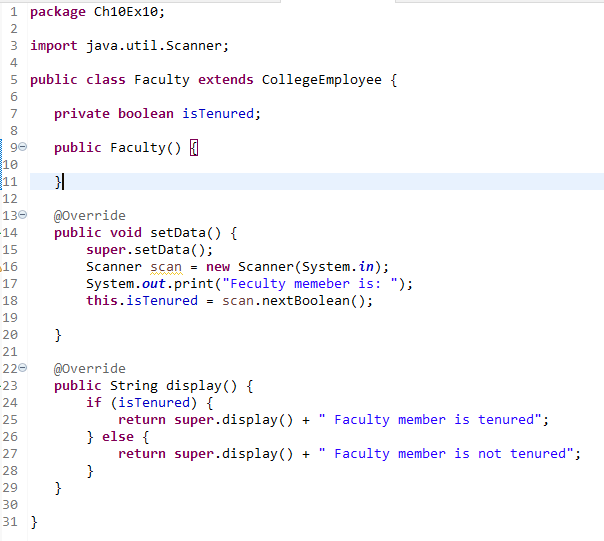 1 package Ch10Ex10;
2
3 import java.util.Scanner;
4
5 public class Faculty extends CollegeEmployee {
6
7    private boolean isTenured;
8
9    public Faculty() {
10
11    }
12
13    @Override
14    public void setData() {
15        super.setData();
16        Scanner scan = new Scanner(System.in);
17        System.out.print("Feculty memeber is: ");
18        this.isTenured = scan.nextBoolean();
19
20    }
21
22    @Override
23    public String display() {
24        if (isTenured) {
25            return super.display() + " Faculty member is tenured";
26        } else {
27            return super.display() + " Faculty member is not tenured";
28        }
29    }
30
31 }